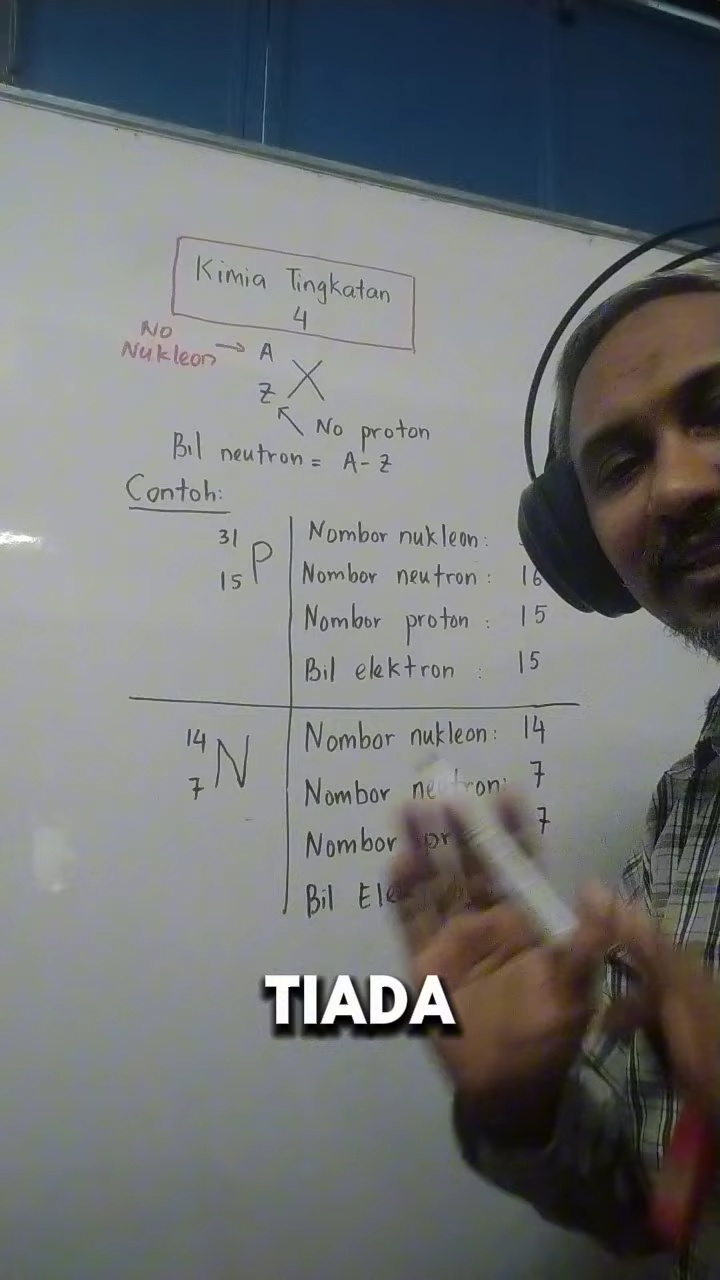 Kimia Tingkatan
4
No
Nukleon → A
Z X
No proton
Bil neutron = A - Z
Contoh:
31
15 P
Nombor nukleon:
Nombor neutron : 16
Nombor proton : 15
Bil elektron : 15
14
7 N
Nombor nukleon: 14
Nombor neutron: 7
Nombor 7
Bil
TIADA